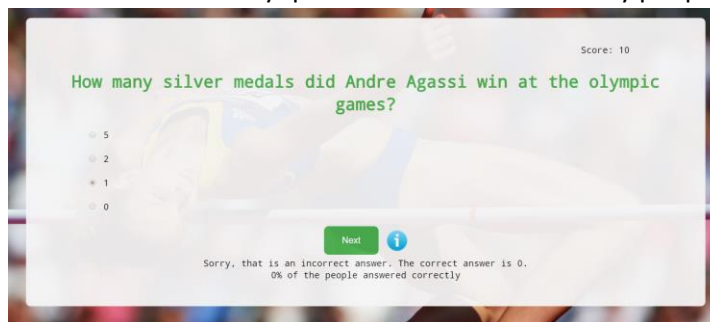 Score: 10
How many silver medals did Andre Agassi win at the olympic
games?
5
2
1
0
Next
Sorry, that is an incorrect answer. The correct answer is 0.
0% of the people answered correctly